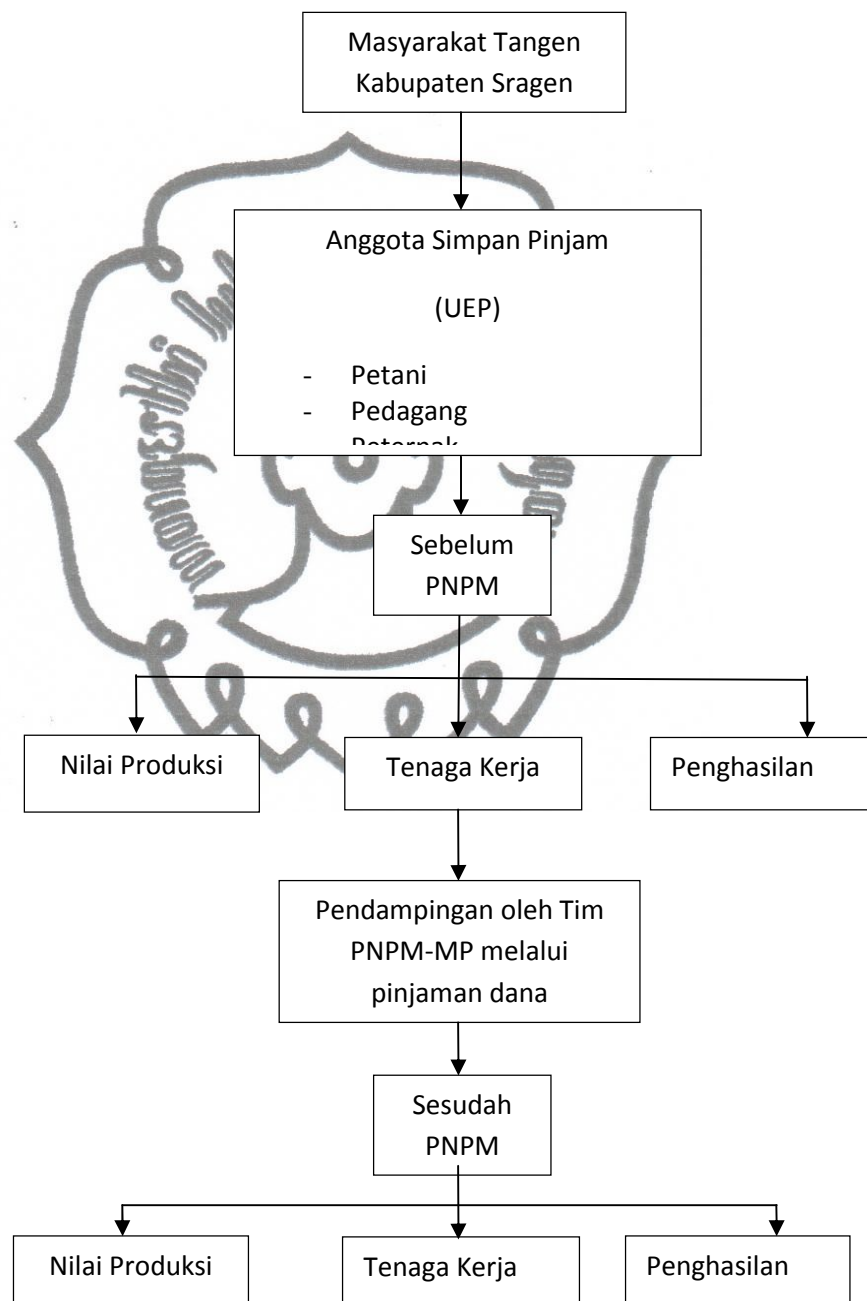 Masyarakat Tangen
Kabupaten Sragen
Anggota Simpan Pinjam
(UEP)
- Petani
- Pedagang
Peternak
Sebelum
PNPM
Nilai Produksi
Tenaga Kerja
Penghasilan
Pendampingan oleh Tim
PNPM-MP melalui
pinjaman dana
Sesudah
PNPM
Nilai Produksi
Tenaga Kerja
Penghasilan